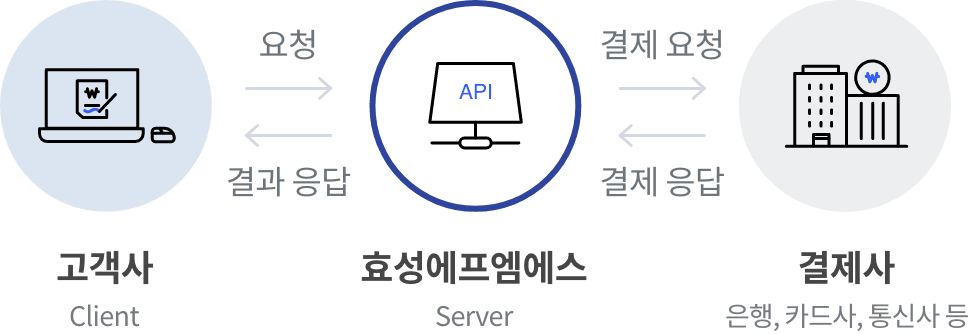 요청
결제 요청
₩
₩
API
결과 응답
결제 응답
고객사
효성에프엠에스
결제사
Client
Server
은행, 카드사, 통신사 등